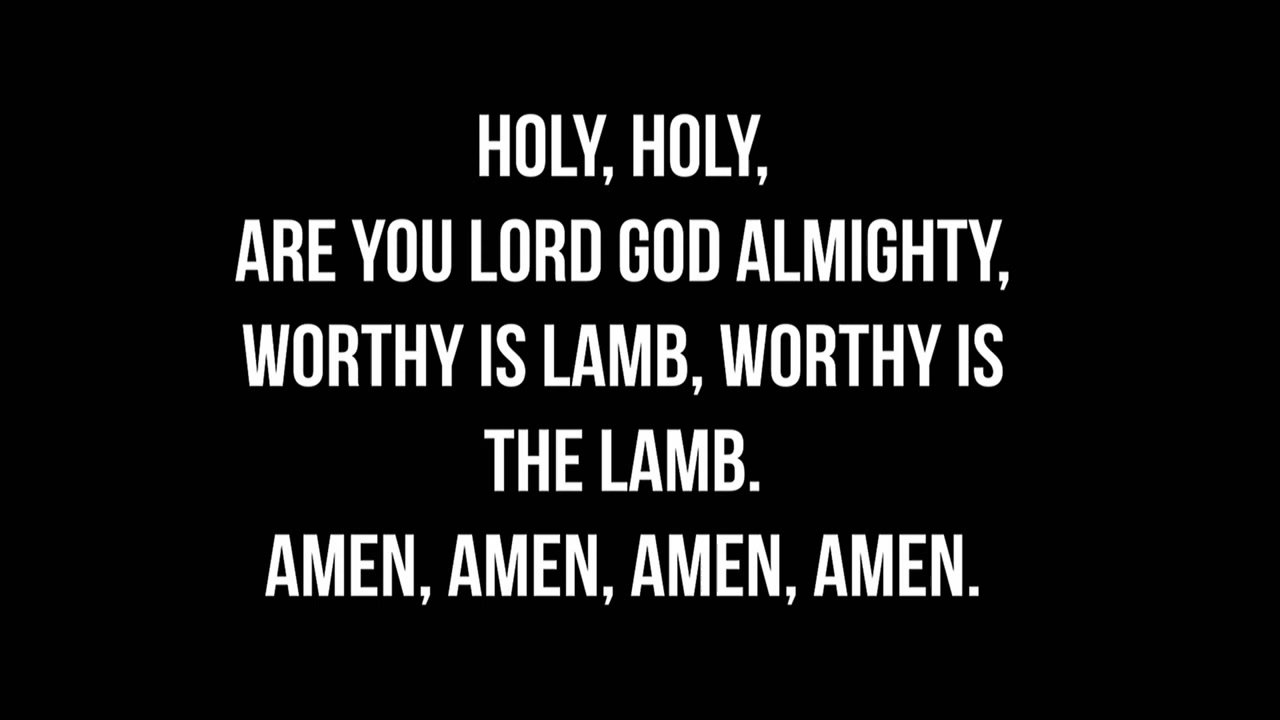 HOLY, HOLY,
ARE YOU LORD GOD ALMIGHTY,
WORTHY IS LAMB, WORTHY IS
THE LAMB.
AMEN, AMEN, AMEN, AMEN.